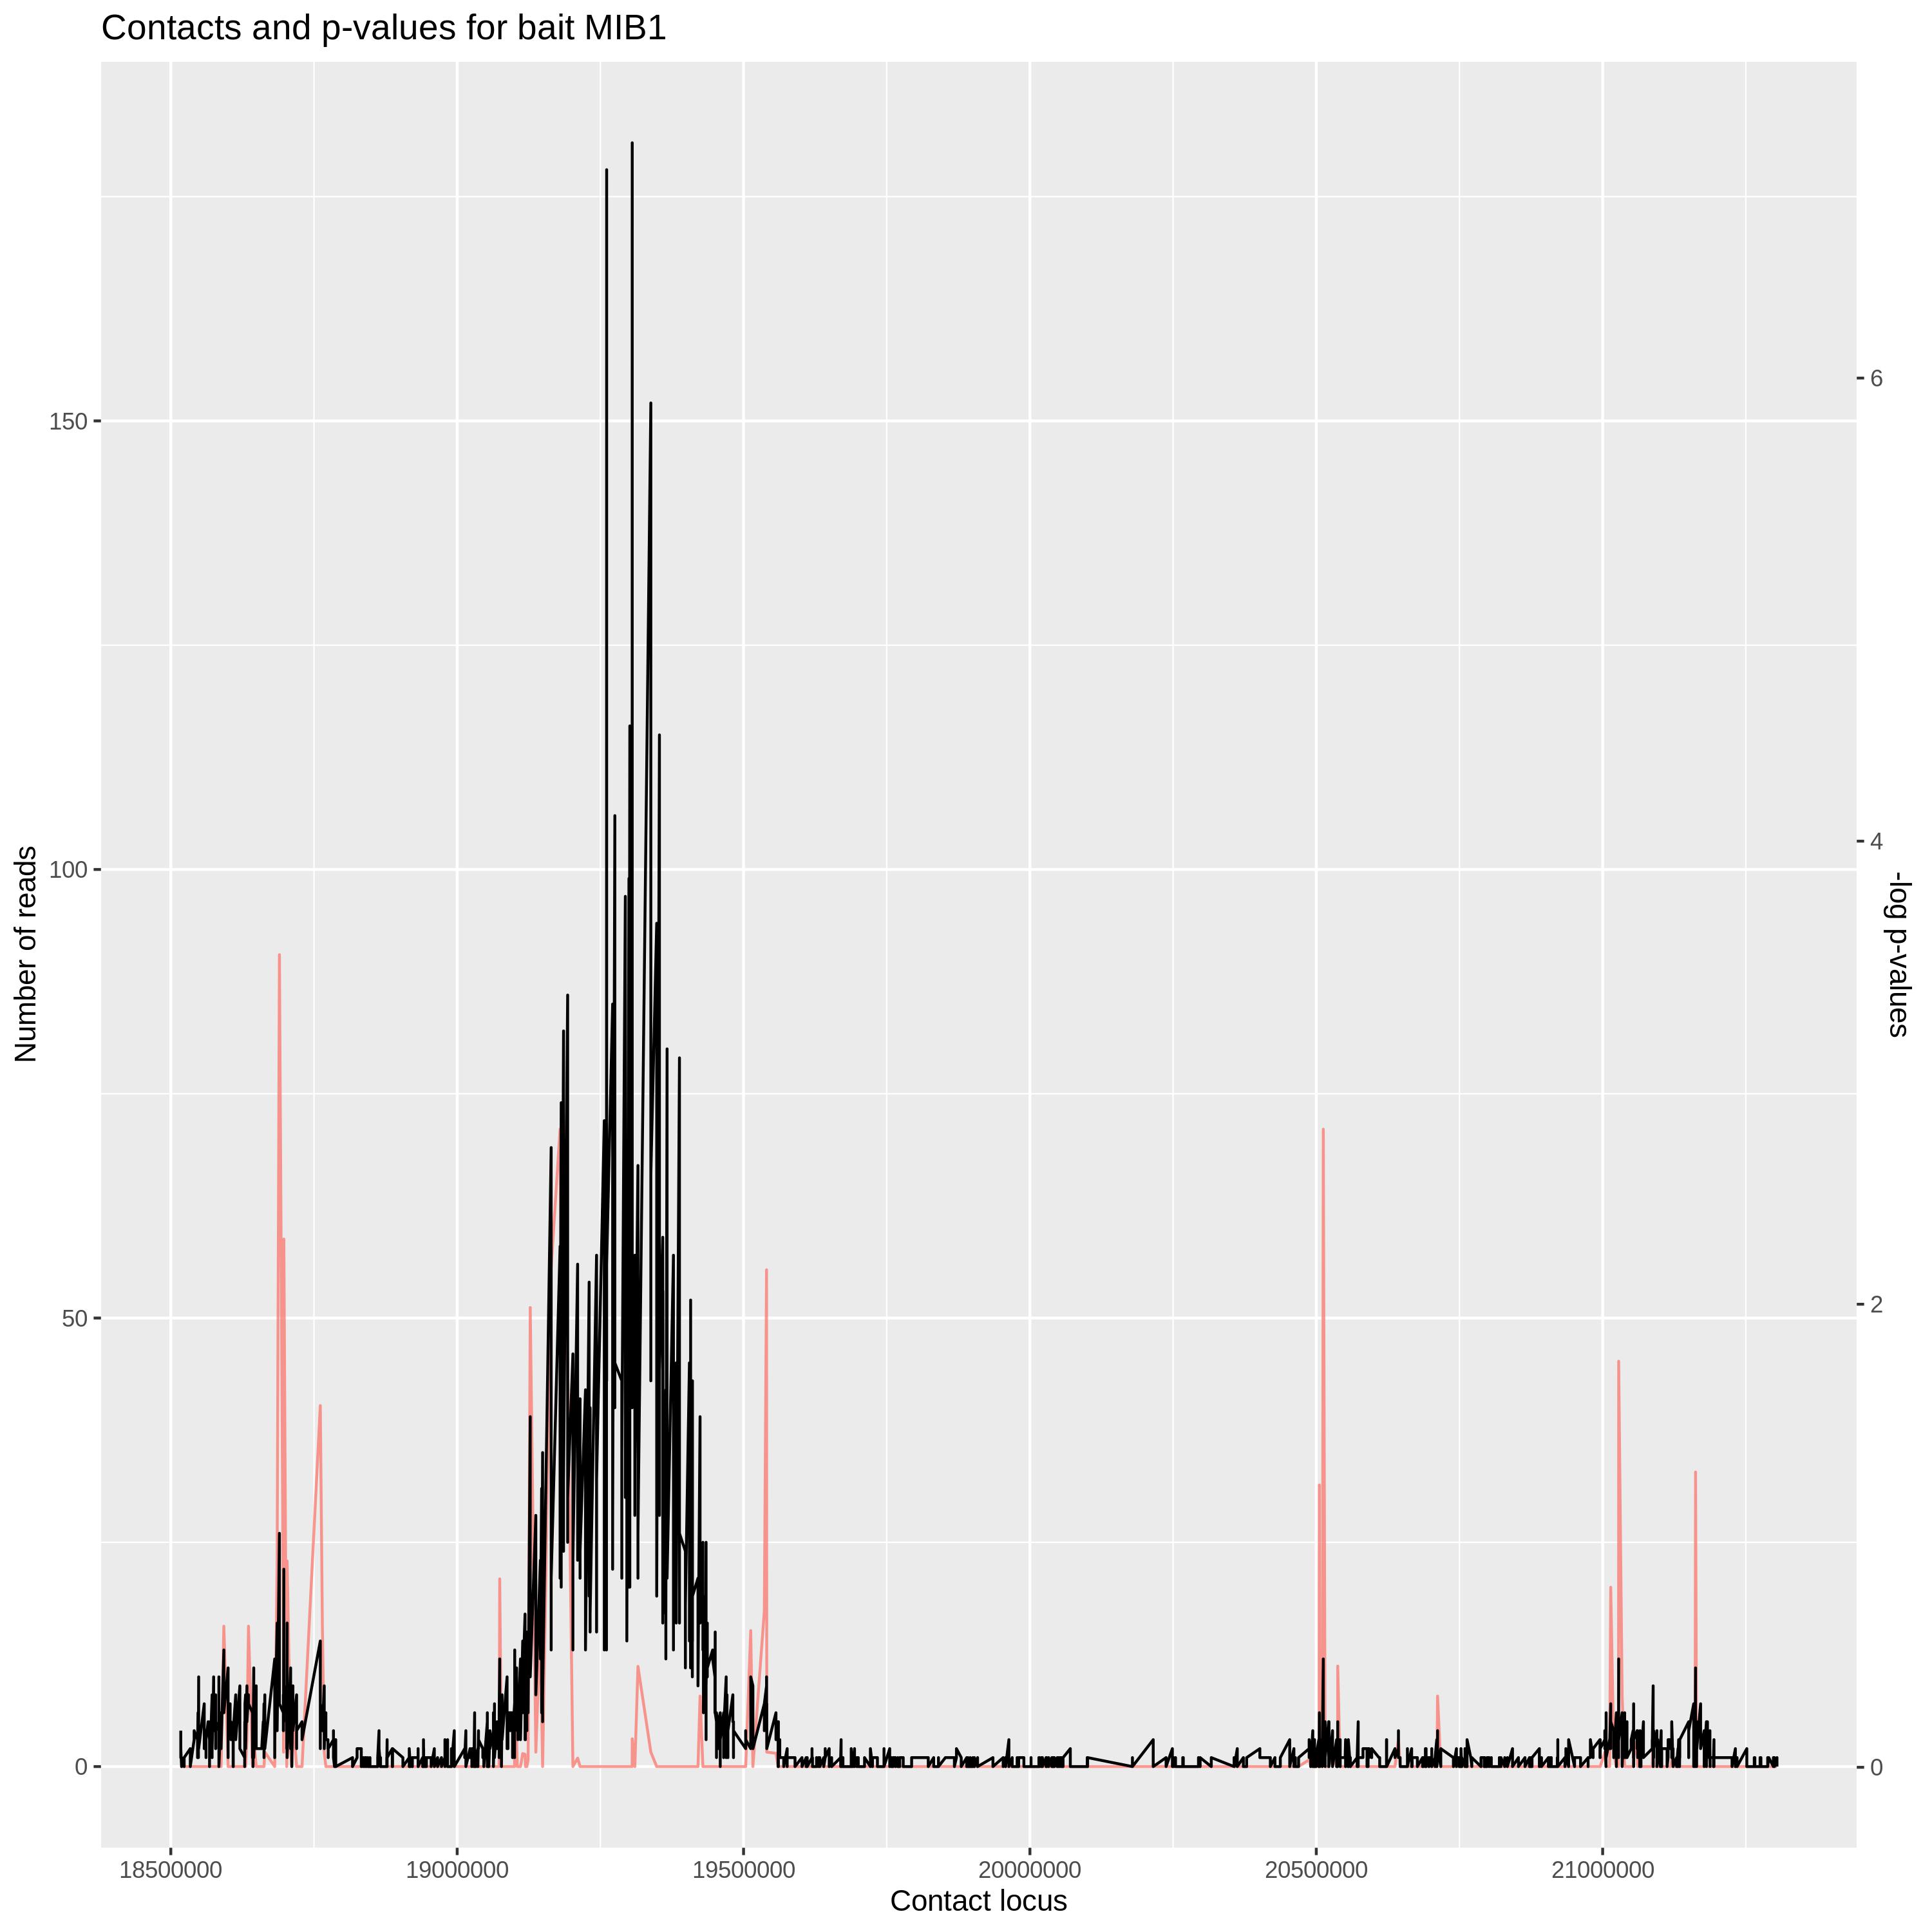 Contacts and p-values for bait MIB1
Number of reads
150
100
50
0
6
4
2
0
-log p-values
18500000 19000000 19500000 20000000 20500000 21000000
Contact locus